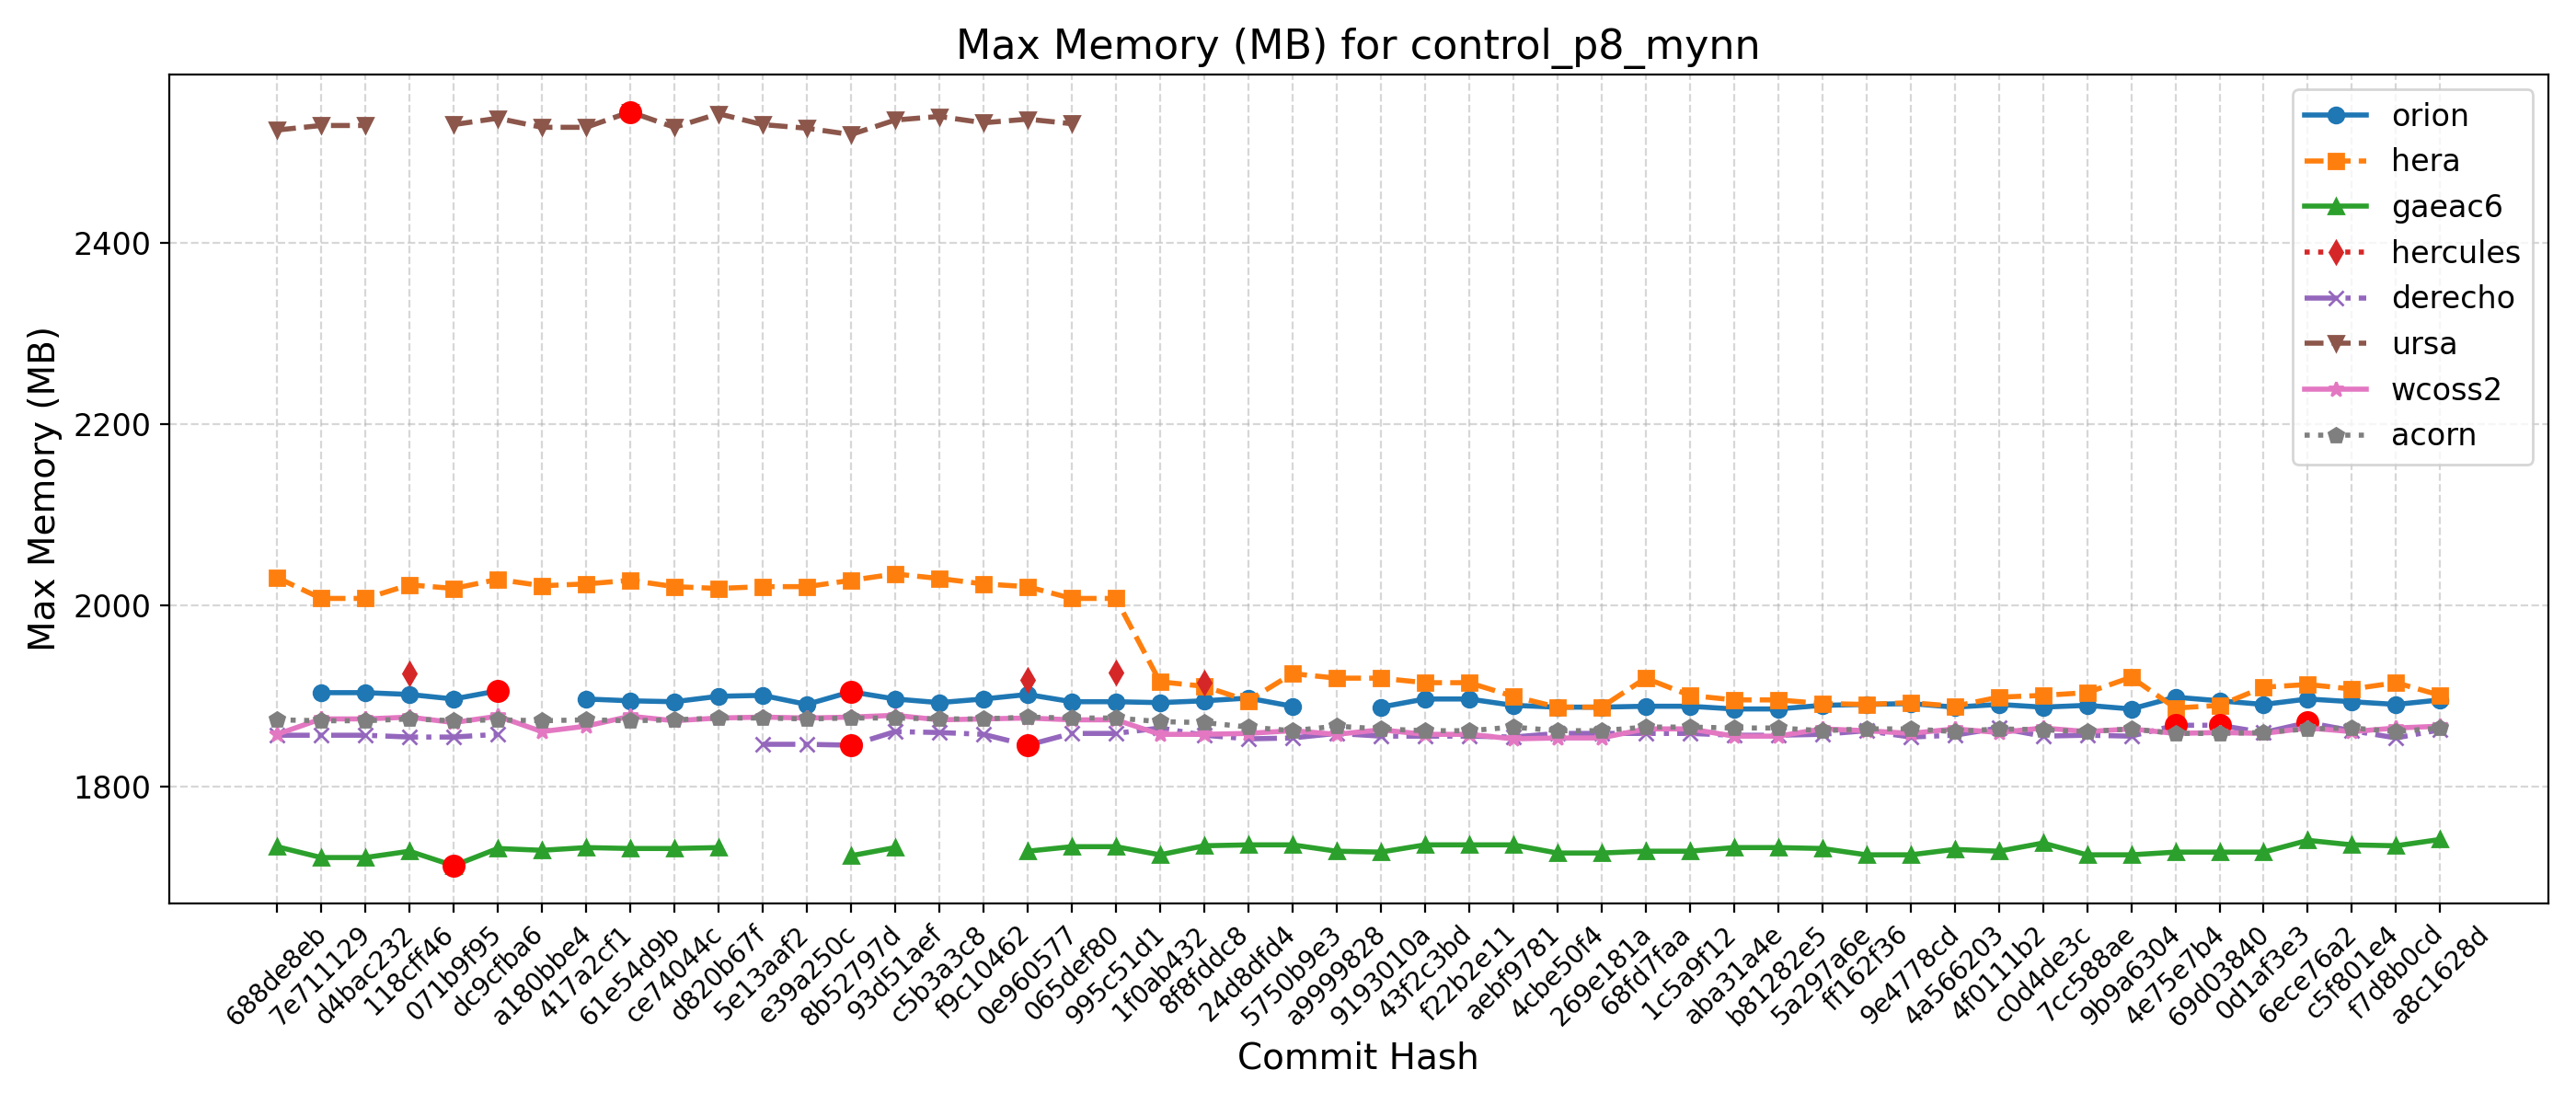 Max Memory (MB) for control_p8_mynn
Max Memory (MB)
2400
2200
2000
1800
orion
hera
gaeac6
hercules
derecho
ursa
wcoss2
acorn
688de8eb
7e711129
d4bac232
118cff46
071b9f95
dc9cfba6
a180bbe4
417a2cf1
61e54d9b
ce74044c
d820b67f
5e13aaf2
e39a250c
8b52797d
93d51aef
c5b3a3c8
f9c10462
0e960577
065def80
995c51d1
1f0ab432
8f8fddc8
24d8dfd4
5750b9e3
a9999828
9193010a
43f2c3bd
f22b2e11
aebf9781
4cbe50f4
269e181a
68fd7faa
1c5a9f12
aba31a4e
b81282e5
5a297a6e
ff162f36
9e4778cd
4a566203
4f0111b2
c0d4de3c
7cc588ae
9b9a6304
4e75e7b4
69d03840
0d1af3e3
6ece76a2
c5f801e4
f7d8b0cd
a8c1628d
Commit Hash